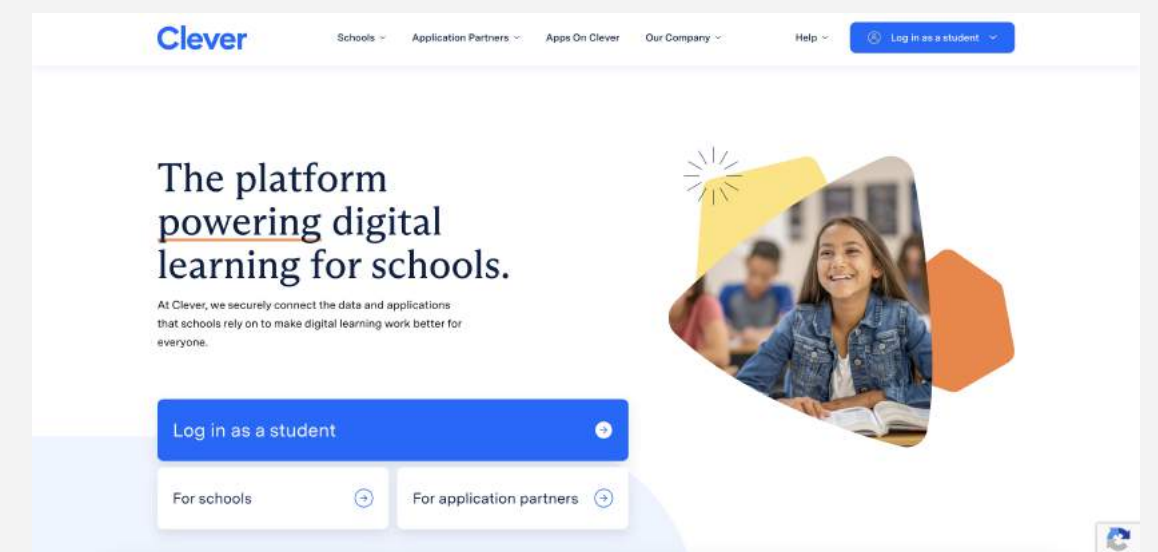 Clever
Schools
Application Partners
Apps On Clever
Our Company
Help
Log in as a student
The platform
powering digital
learning for schools.
At Clever, we securely connect the data and applications
that schools rely on to make digital learning work better for
everyone.
Log in as a student
For schools
For application partners